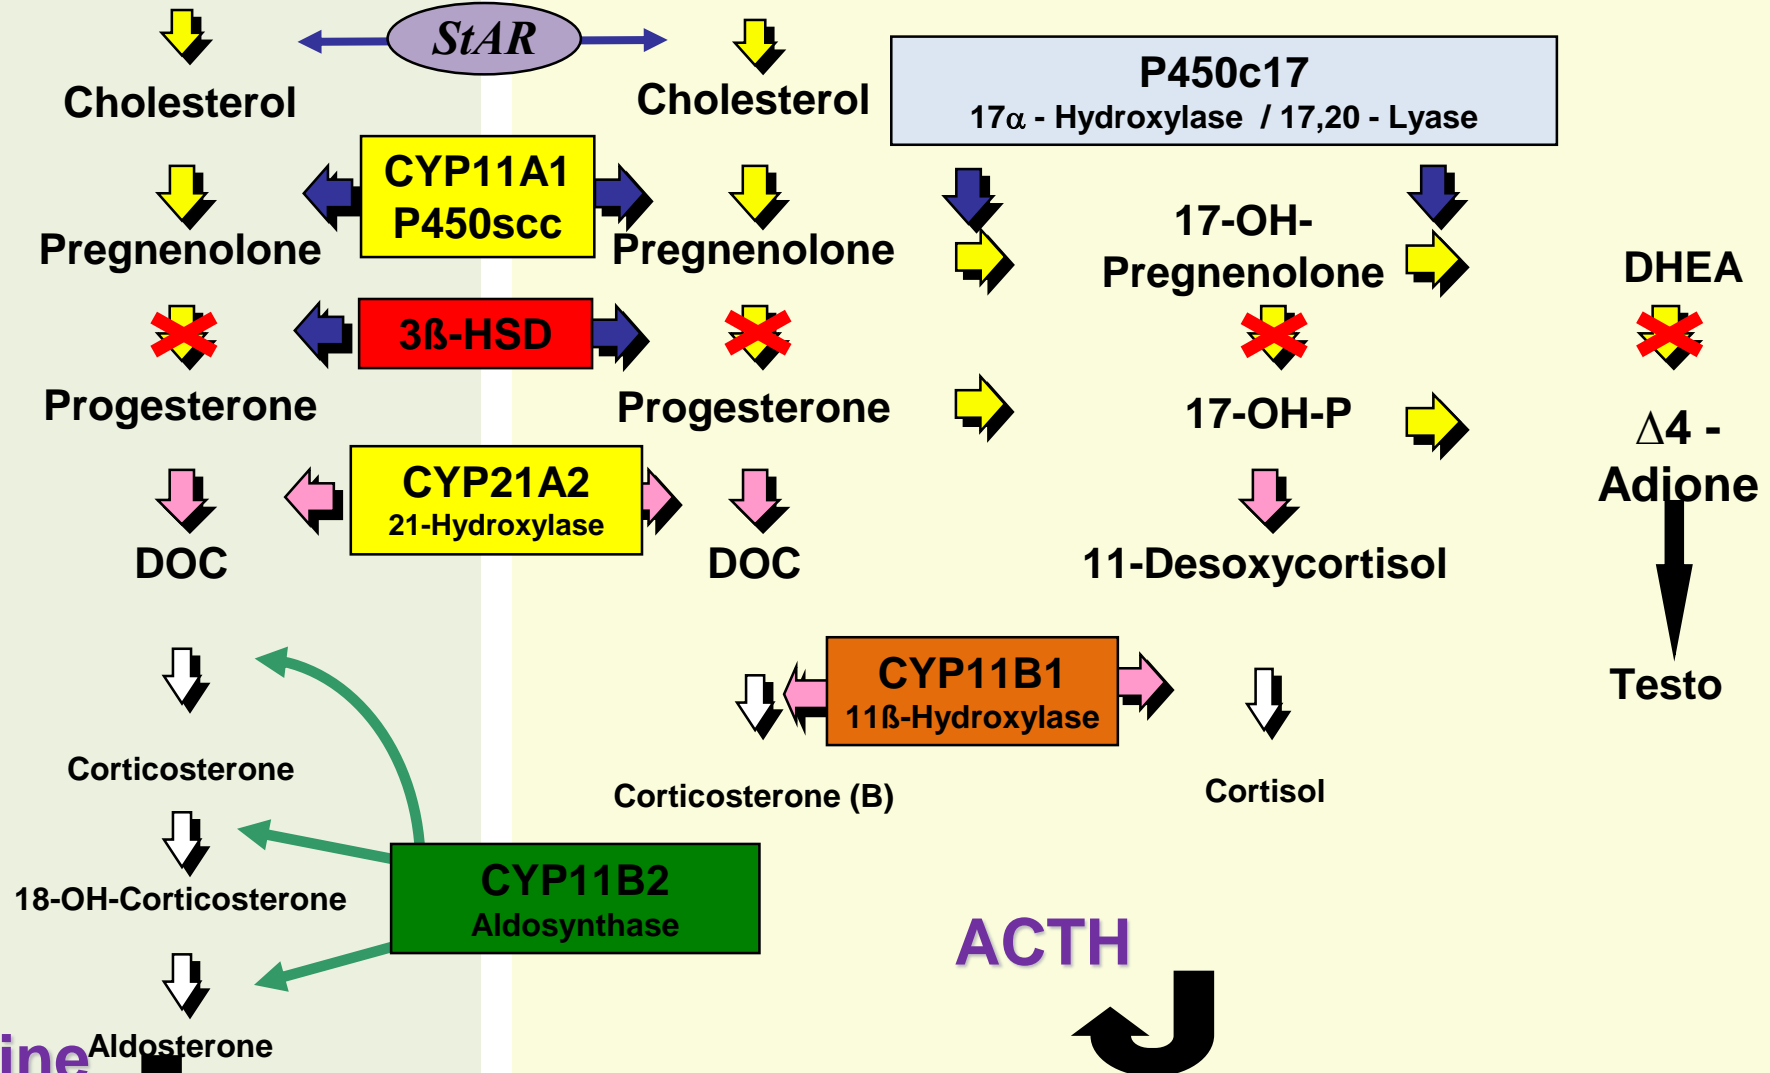 StAR
Cholesterol
Cholesterol
P450c17
17α - Hydroxylase / 17,20 - Lyase
CYP11A1
P450scc
Pregnenolone
Pregnenolone
17-OH-
Pregnenolone
DHEA
3ß-HSD
Progesterone
Progesterone
17-OH-P
Δ4 -
Adione
CYP21A2
21-Hydroxylase
DOC
DOC
11-Desoxycortisol
CYP11B1
11ß-Hydroxylase
Testo
Corticosterone
Corticosterone (B)
Cortisol
CYP11B2
Aldosynthase
18-OH-Corticosterone
ACTH
Aldosterone
ine